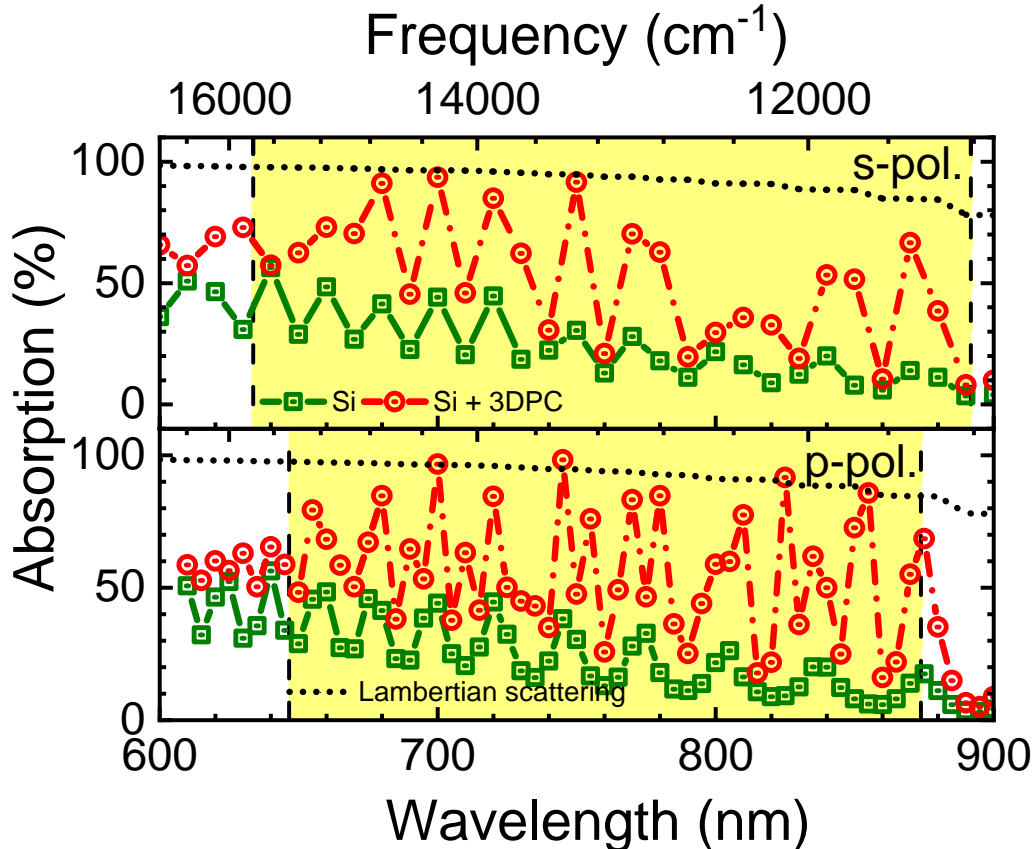 Frequency (cm⁻¹)
16000 14000 12000
100
50
0
s-pol.
Si Si + 3DPC
Absorption (%)
100
50
0
p-pol.
Lambertian scattering
600 700 800 900
Wavelength (nm)